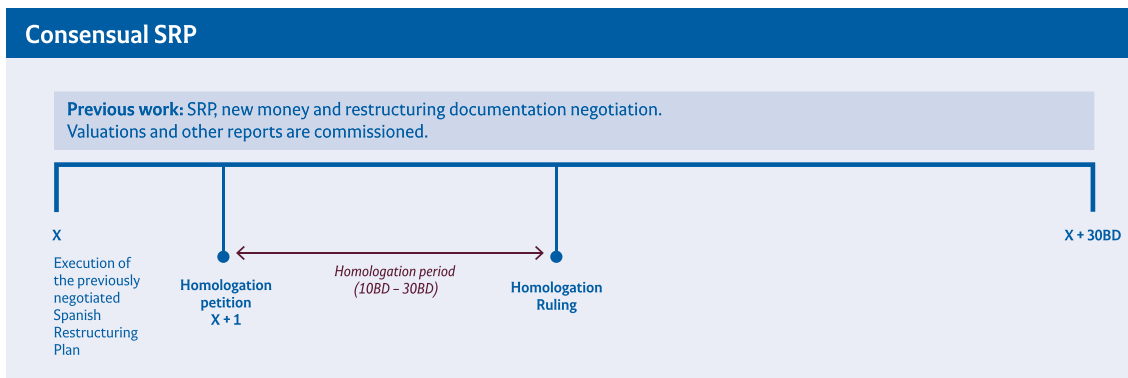 Consensual SRP
Previous work: SRP, new money and restructuring documentation negotiation.
Valuations and other reports are commissioned.
X
Execution of
the previously
negotiated
Spanish
Restructuring
Plan
Homologation
petition
X + 1
Homologation period
(10BD – 30BD)
Homologation
Ruling
X + 30BD